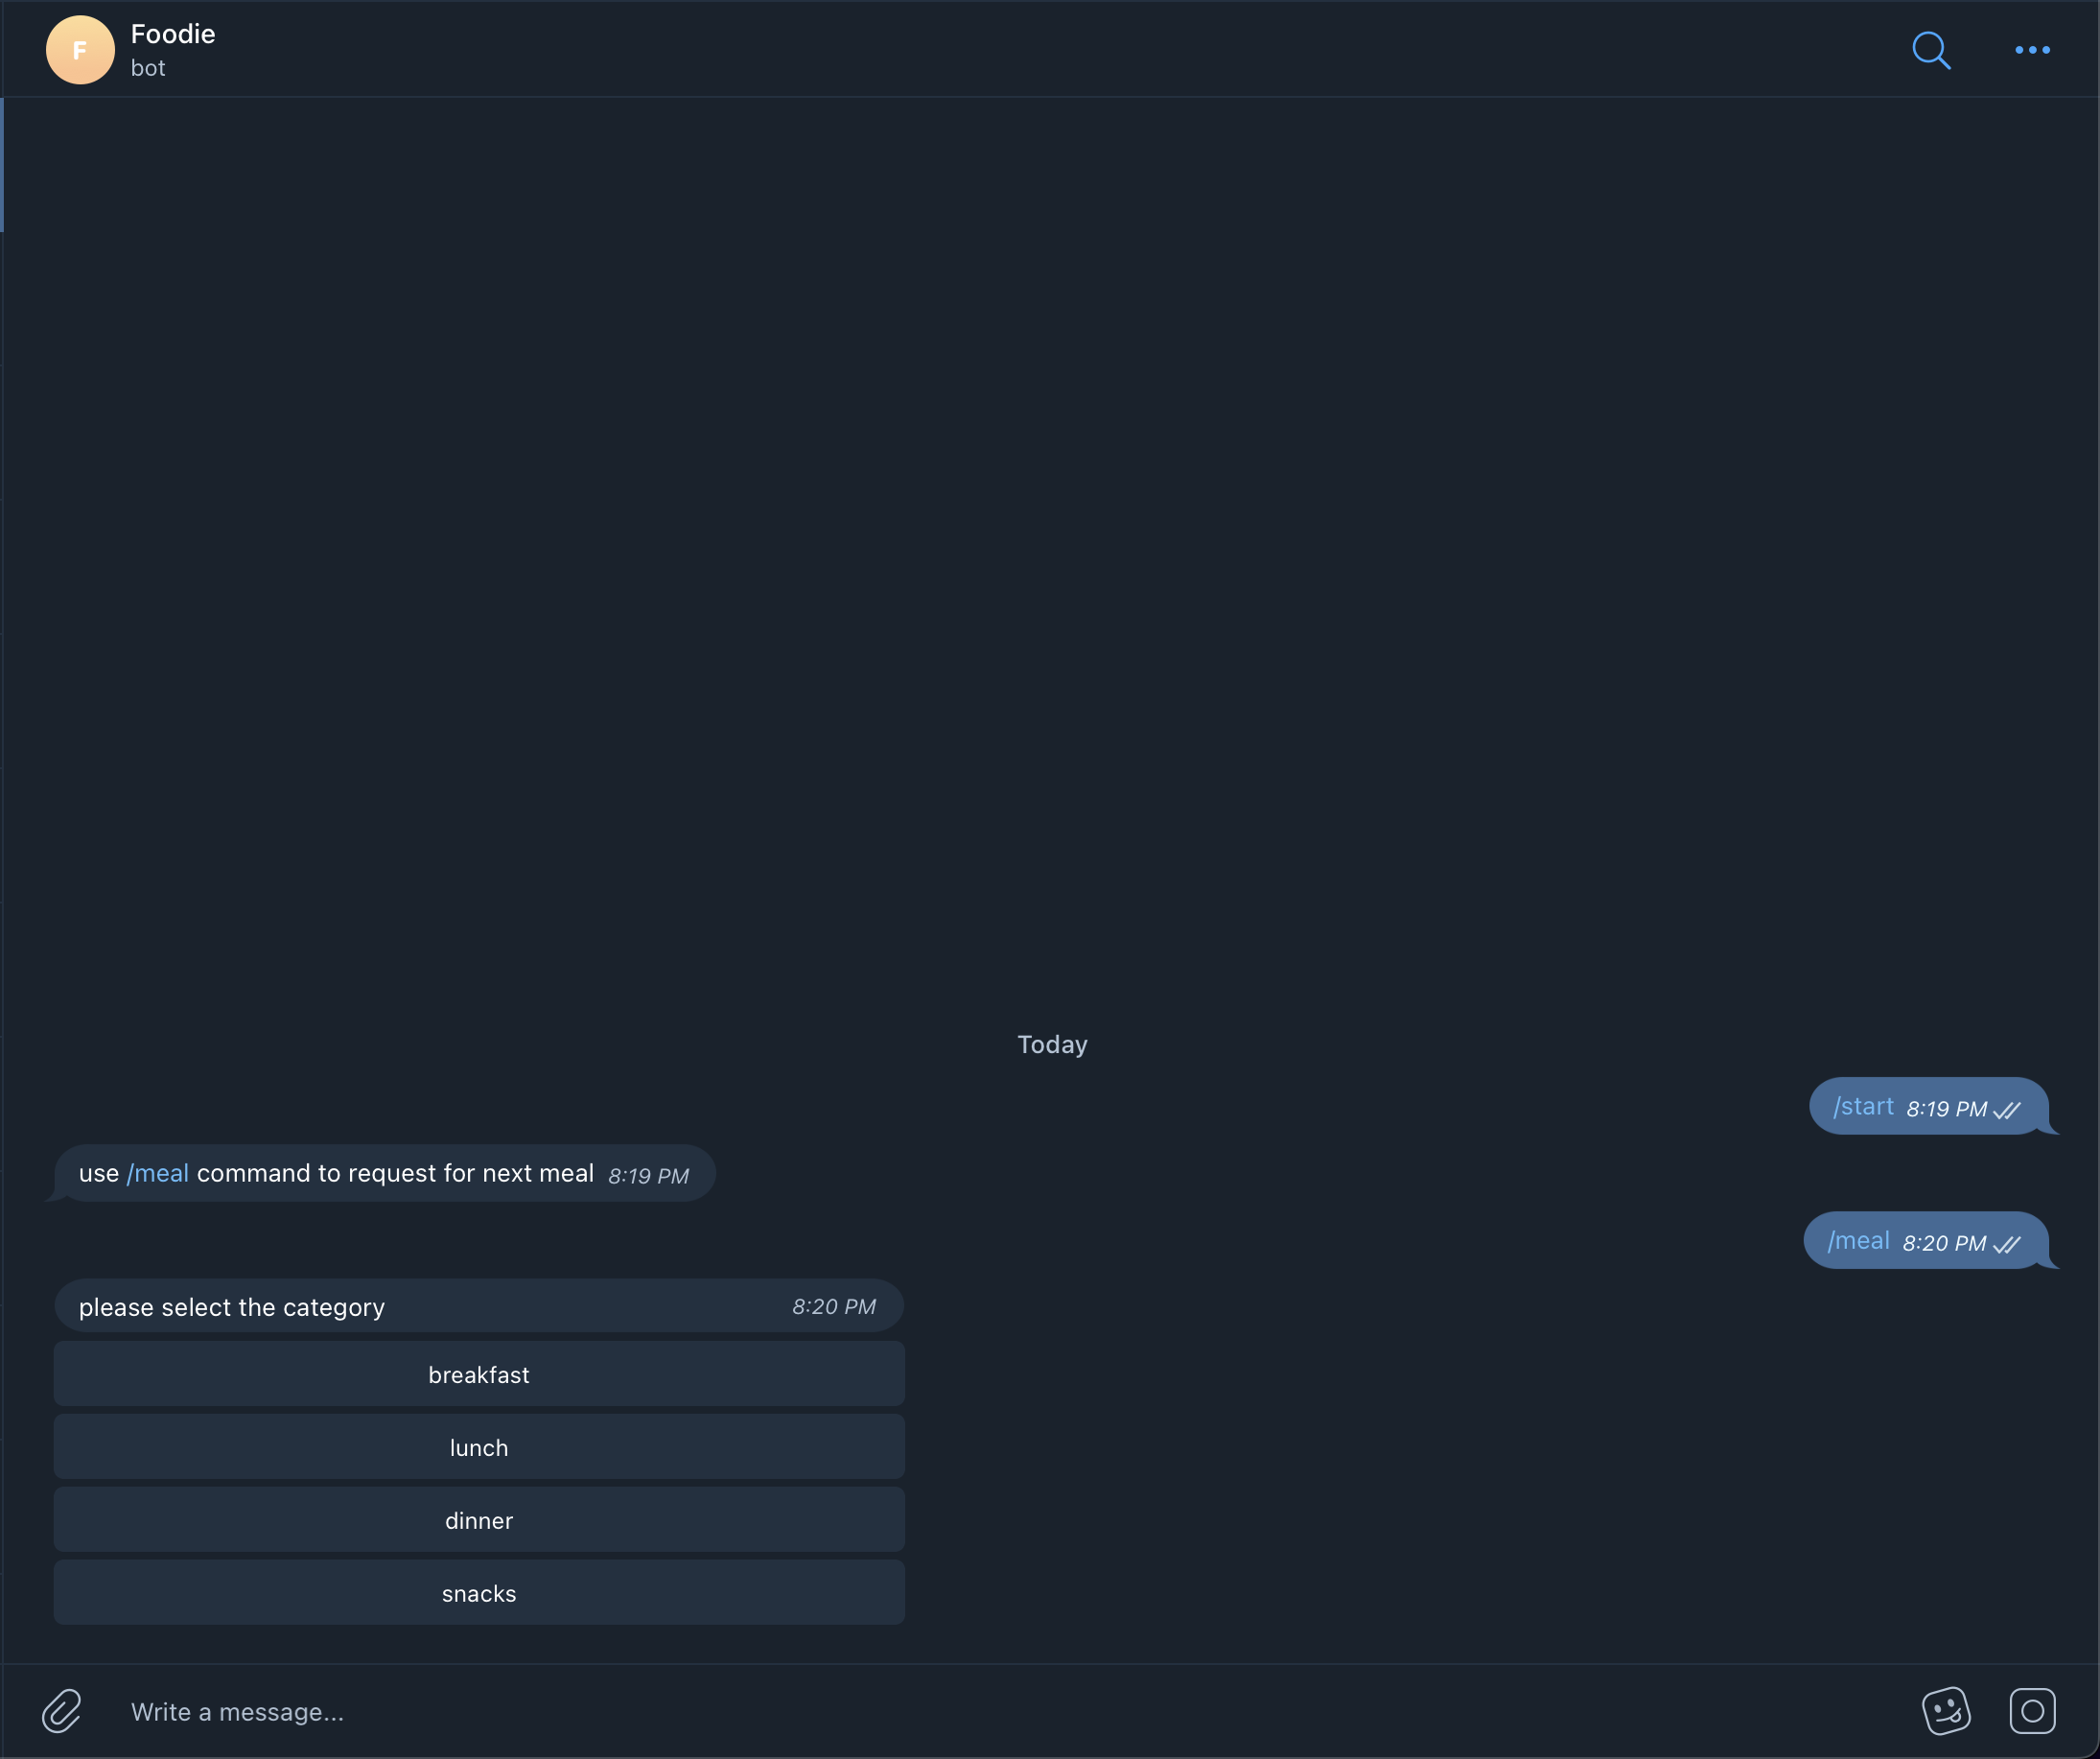 F
Foodie
bot
Today
/start 8:19 PM
use /meal command to request for next meal 8:19 PM
/meal 8:20 PM
please select the category 8:20 PM
breakfast
lunch
dinner
snacks
Write a message...